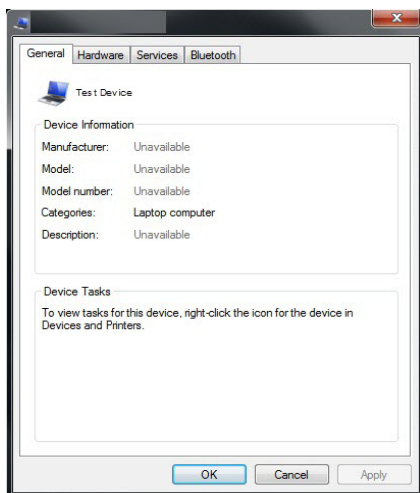 General Hardware Services Bluetooth
Test Device
Device Information
Manufacturer: Unavailable
Model: Unavailable
Model number: Unavailable
Categories: Laptop computer
Description: Unavailable
Device Tasks
To view tasks for this device, right-click the icon for the device in
Devices and Printers.
OK Cancel Apply